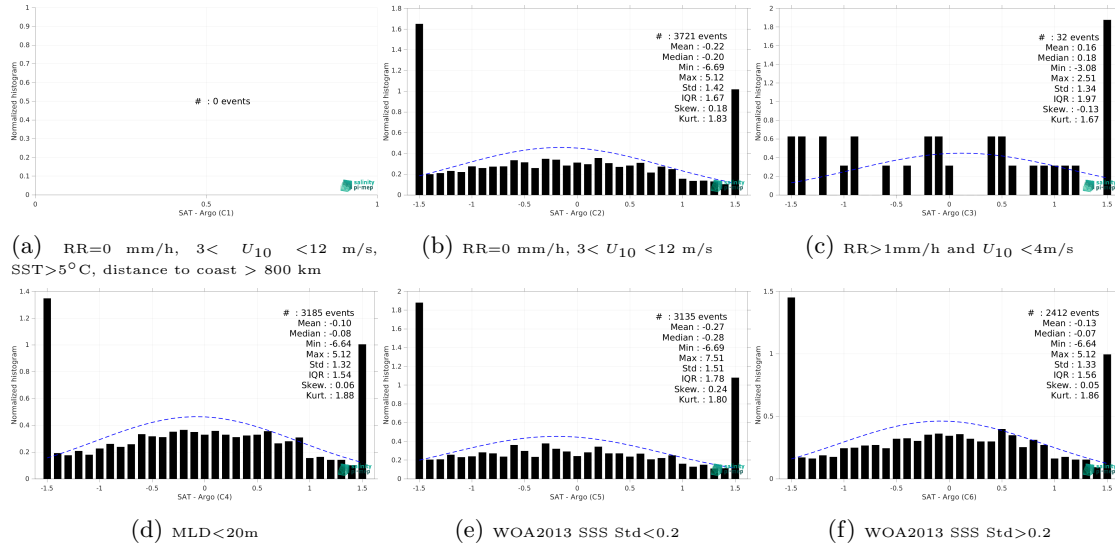 1
0.9
0.8
0.7
0.6
0.5
0.4
0.3
0.2
0.1
0
Normalized histogram
# : 0 events
salinity
pi-mep
0 0.5 1
SAT - Argo (C1)
1.8
1.6
1.4
1.2
1
0.8
0.6
0.4
0.2
0
Normalized histogram
# : 3721 events
Mean : -0.22
Median : -0.20
Min : -6.69
Max : 5.12
Std : 1.42
IQR : 1.67
Skew. : 0.18
Kurt. : 1.83
salinity
pi-mep
-1.5 -1 -0.5 0 0.5 1 1.5
SAT - Argo (C2)
2
1.8
1.6
1.4
1.2
1
0.8
0.6
0.4
0.2
0
Normalized histogram
# : 32 events
Mean : 0.16
Median : 0.18
Min : -3.08
Max : 2.51
Std : 1.34
IQR : 1.97
Skew. : -0.13
Kurt. : 1.67
salinity
pi-mep
-1.5 -1 -0.5 0 0.5 1 1.5
SAT - Argo (C3)
(a) RR=0 mm/h, 3< U10 <12 m/s,
SST>5°C, distance to coast > 800 km
(b) RR=0 mm/h, 3< U10 <12 m/s
(c) RR>1mm/h and U10 <4m/s
1.4
1.2
1
0.8
0.6
0.4
0.2
0
Normalized histogram
# : 3185 events
Mean : -0.10
Median : -0.08
Min : -6.64
Max : 5.12
Std : 1.32
IQR : 1.54
Skew. : 0.06
Kurt. : 1.88
salinity
pi-mep
-1.5 -1 -0.5 0 0.5 1 1.5
SAT - Argo (C4)
2
1.8
1.6
1.4
1.2
1
0.8
0.6
0.4
0.2
0
Normalized histogram
# : 3135 events
Mean : -0.27
Median : -0.28
Min : -6.69
Max : 7.51
Std : 1.51
IQR : 1.78
Skew. : 0.24
Kurt. : 1.80
salinity
pi-mep
-1.5 -1 -0.5 0 0.5 1 1.5
SAT - Argo (C5)
1.5
1
0.5
0
Normalized histogram
# : 2412 events
Mean : -0.13
Median : -0.07
Min : -6.64
Max : 5.12
Std : 1.33
IQR : 1.56
Skew. : 0.05
Kurt. : 1.86
salinity
pi-mep
-1.5 -1 -0.5 0 0.5 1 1.5
SAT - Argo (C6)
(d) MLD<20m
(e) WOA2013 SSS Std<0.2
(f) WOA2013 SSS Std>0.2